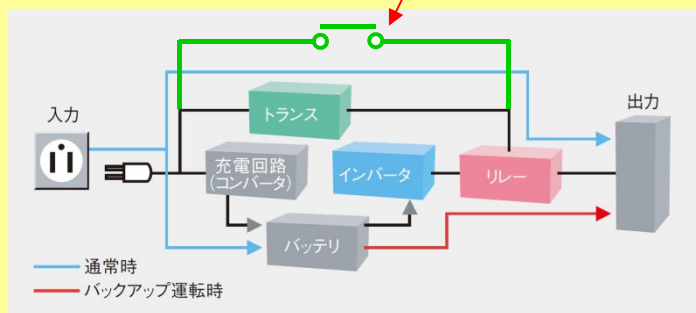 入力
トランス
出力
充電回路
(コンバータ)
インバータ
リレー
バッテリ
通常時
バックアップ運転時